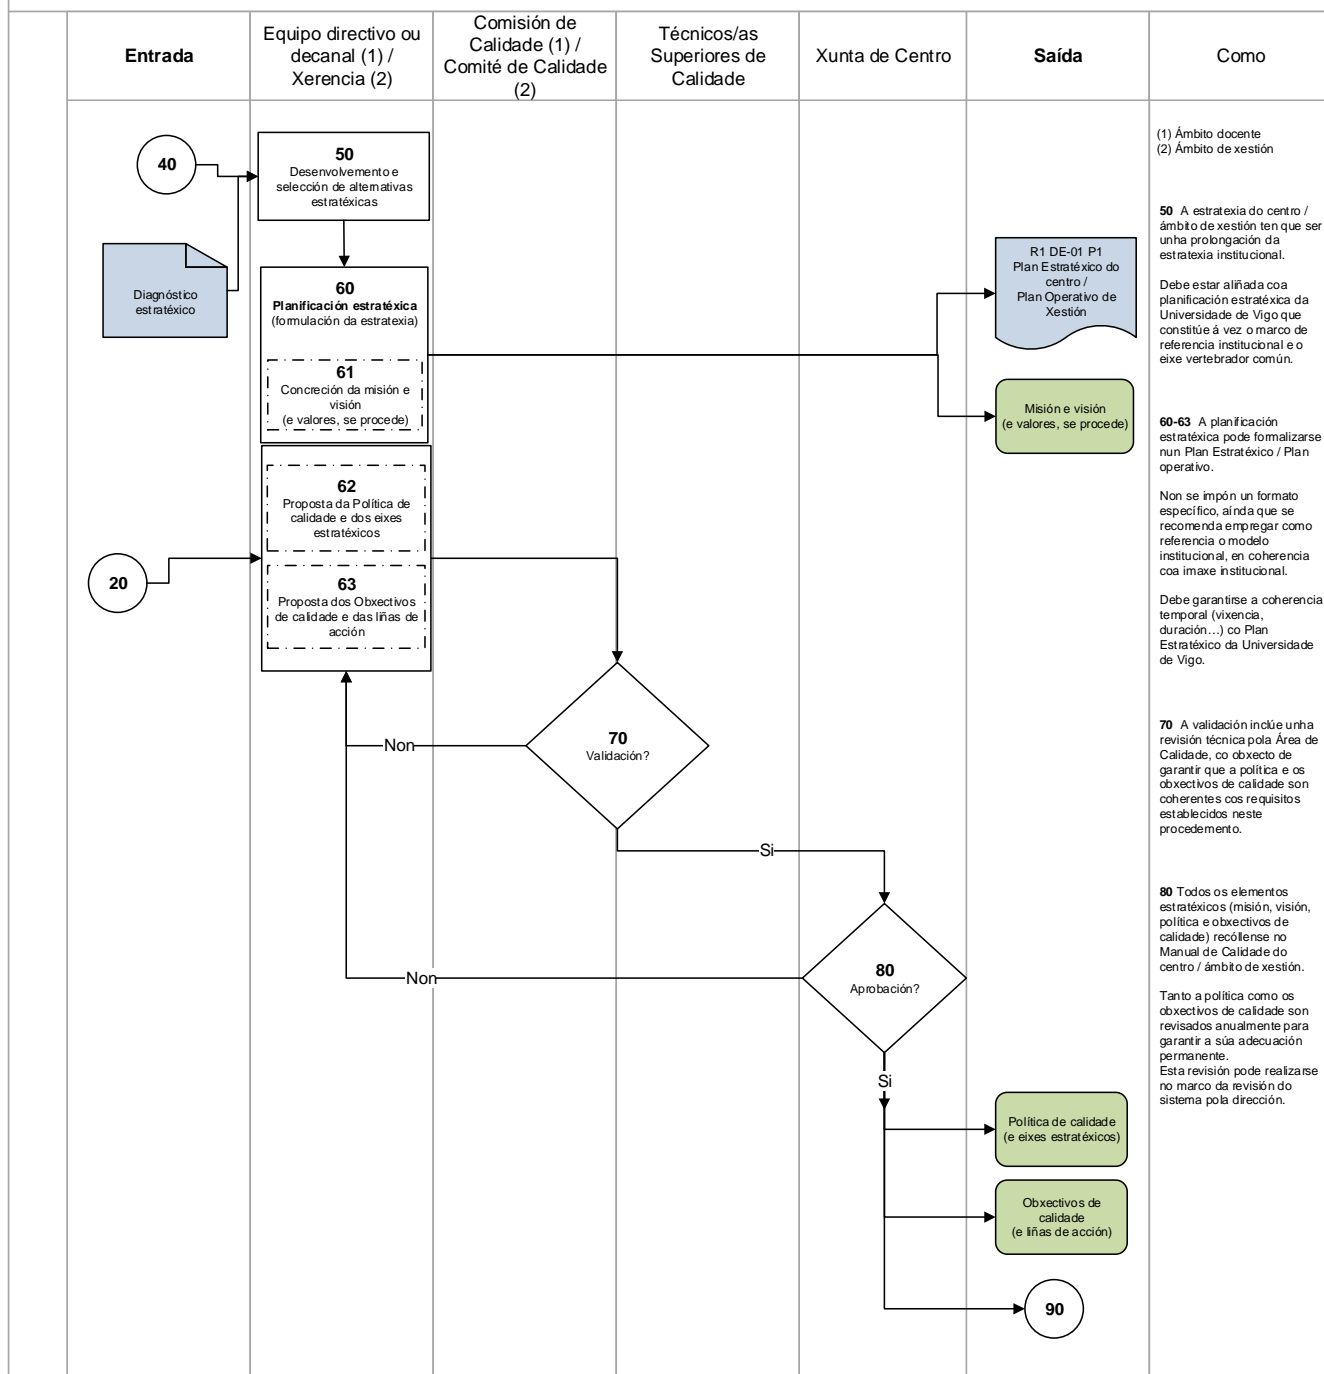 Entrada
Equipo directivo ou
decanal (1) /
Xerencia (2)
Comisión de
Calidade (1) /
Comité de Calidade
(2)
Técnicos/as
Superiores de
Calidade
Xunta de Centro
Saída
Como
40
Diagnóstico
estratéxico
20
50
Desenvolvemento e
selección de alternativas
estratéxicas
60
Planificación estratéxica
(formulación da estratexia)
61
Concreción da misión e
visión
(e valores, se procede)
62
Proposta da Política de
calidade e dos eixes
estratéxicos
63
Proposta dos Obxectivos
de calidade e das liñas de
acción
70
Validación?
Non
Si
80
Aprobación?
Non
Si
R1 DE-01 P1
Plan Estratéxico do
centro /
Plan Operativo de
Xestión
Misión e visión
(e valores, se procede)
Política de calidade
(e eixes estratéxicos)
Obxectivos de
calidade
(e liñas de acción)
90
(1) Ámbito docente
(2) Ámbito de xestión
50 A estratexia do centro /
ámbito de xestión ten que ser
unha prolongación da
estratexia institucional.
Debe estar aliñada coa
planificación estratéxica da
Universidade de Vigo que
constitúe á vez o marco de
referencia institucional e o
eixe vertebrador común.
60-63 A planificación
estratéxica pode formalizarse
nun Plan Estratéxico / Plan
operativo.
Non se impón un formato
específico, aínda que se
recomenda empregar como
referencia o modelo
institucional, en coherencia
coa imaxe institucional.
Debe garantirse a coherencia
temporal (vixencia,
duración...) co Plan
Estratéxico da Universidade
de Vigo.
70 A validación inclúe unha
revisión técnica pola Área de
Calidade, co obxecto de
garantir que a política e os
obxectivos de calidade son
coherentes cos requisitos
establecidos neste
procedemento.
80 Todos os elementos
estratéxicos (misión, visión,
política e obxectivos de
calidade) recóllense no
Manual de Calidade do
centro / ámbito de xestión.
Tanto a política como os
obxectivos de calidade son
revisados anualmente para
garantir a súa adecuación
permanente.
Esta revisión pode realizarse
no marco da revisión do
sistema pola dirección.